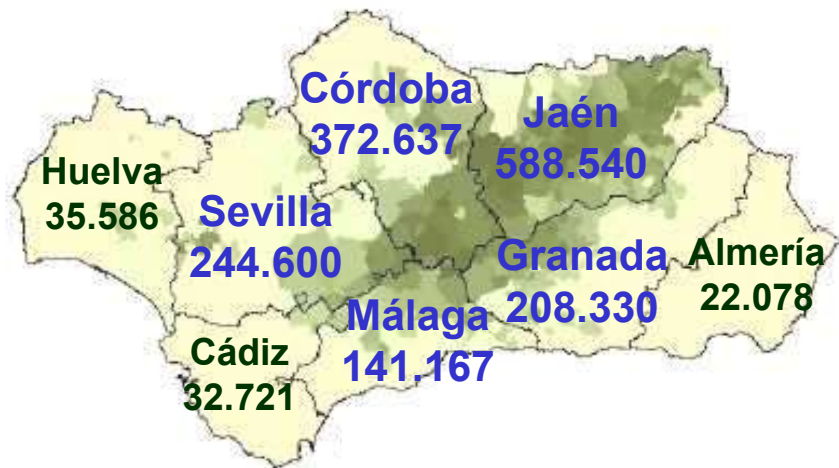 Córdoba
372.637
Jaén
588.540
Huelva
35.586
Sevilla
244.600
Granada
208.330
Almería
22.078
Málaga
141.167
Cádiz
32.721